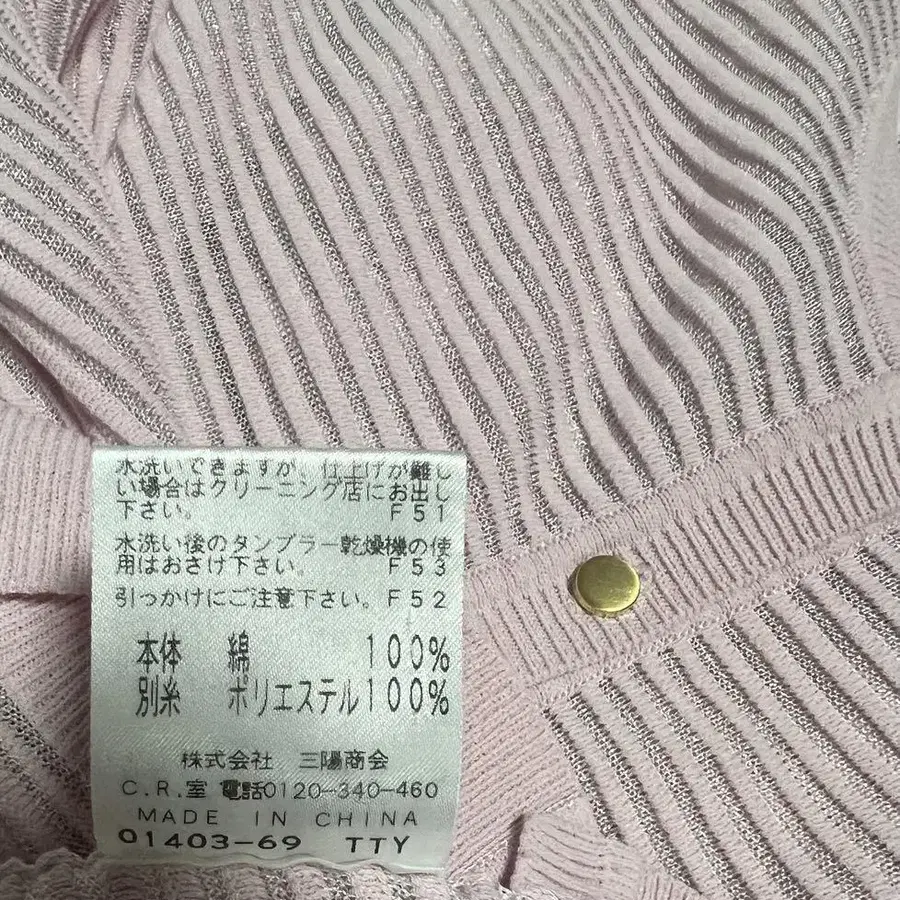 水洗いできますが、仕上げが難し
い場合はクリーニング店にお出し
下さい。 F51
水洗い後のタンブラー乾燥機の使
用はおさけ下さい。 F53
引っかけにご注意下さい。F52
本体 綿 100%
別糸 ポリエステル100%
株式会社 三陽商会
C.R.室 電話0120-340-460
MADE IN CHINA
01403-69 TTY